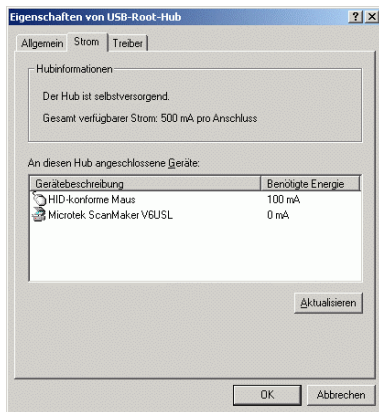 Eigenschaften von USB-Root-Hub
Allgemein Strom Treiber
Hubinformationen
Der Hub ist selbstversorgend.
Gesamt verfügbarer Strom: 500 mA pro Anschluss
An diesen Hub angeschlossene Geräte:
Gerätebeschreibung Benötigte Energie
HID-konforme Maus 100 mA
Microtek ScanMaker V6USL 0 mA
Aktualisieren
OK Abbrechen